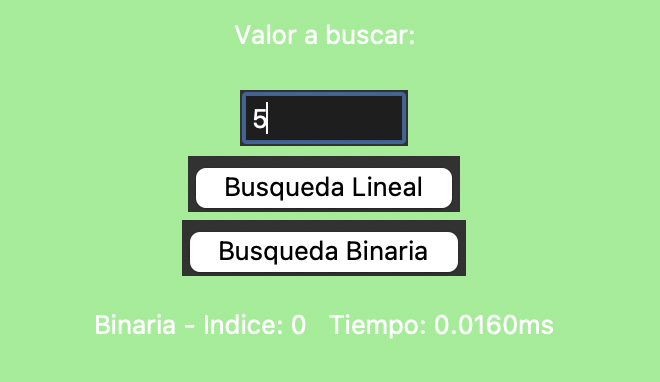 Valor a buscar:
5
Busqueda Lineal
Busqueda Binaria
Binaria - Indice: 0   Tiempo: 0.0160ms